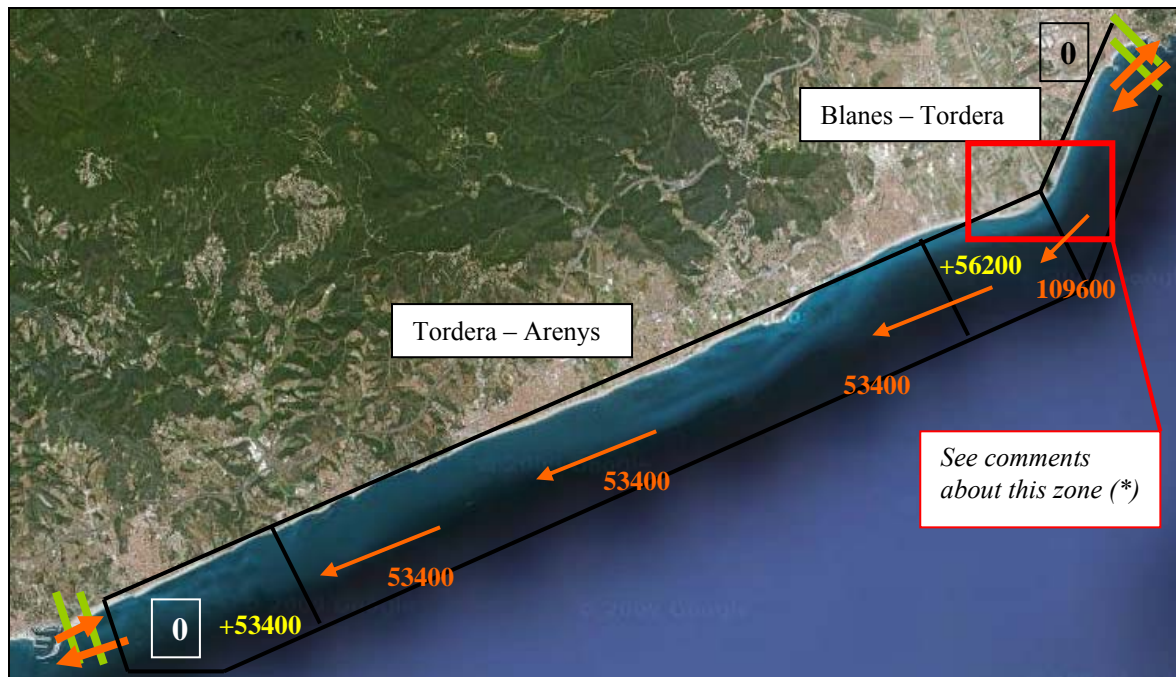 0
Blanes – Tordera
+56200
109600
Tordera – Arenys
53400
See comments
about this zone (*)
53400
53400
0
+53400